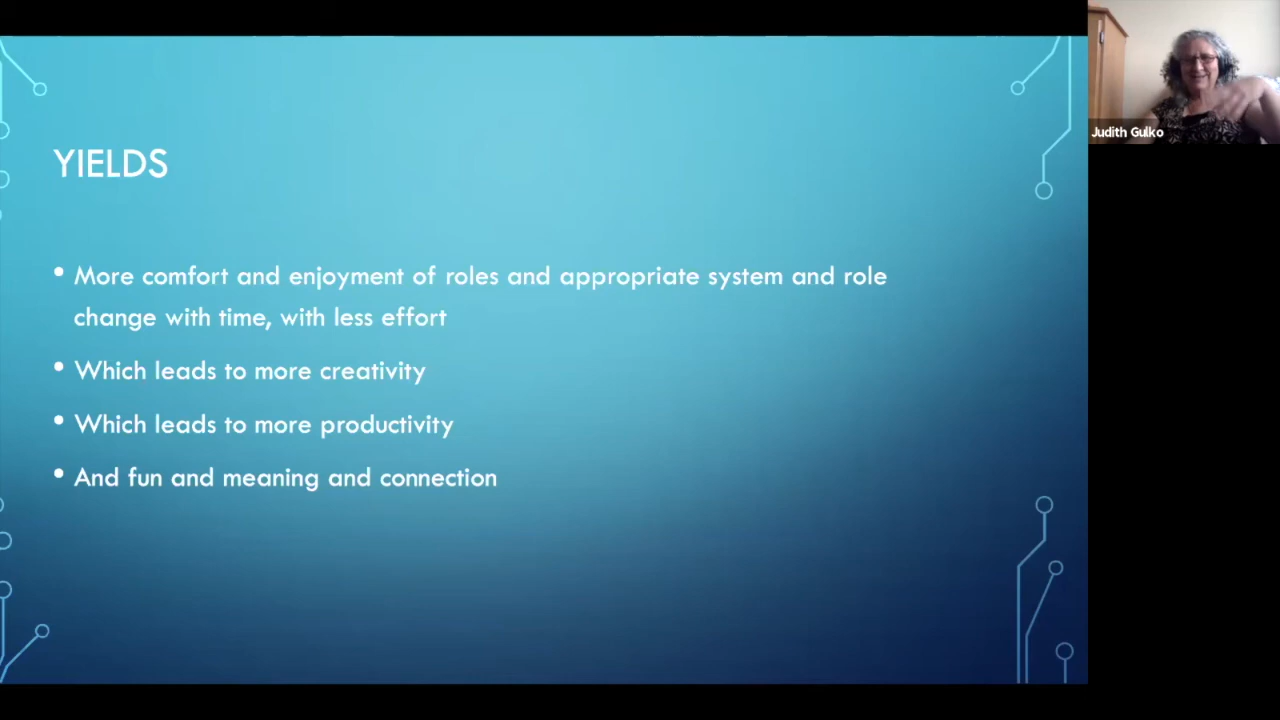 YIELDS
• More comfort and enjoyment of roles and appropriate system and role
change with time, with less effort
• Which leads to more creativity
• Which leads to more productivity
• And fun and meaning and connection
Judith Gulko